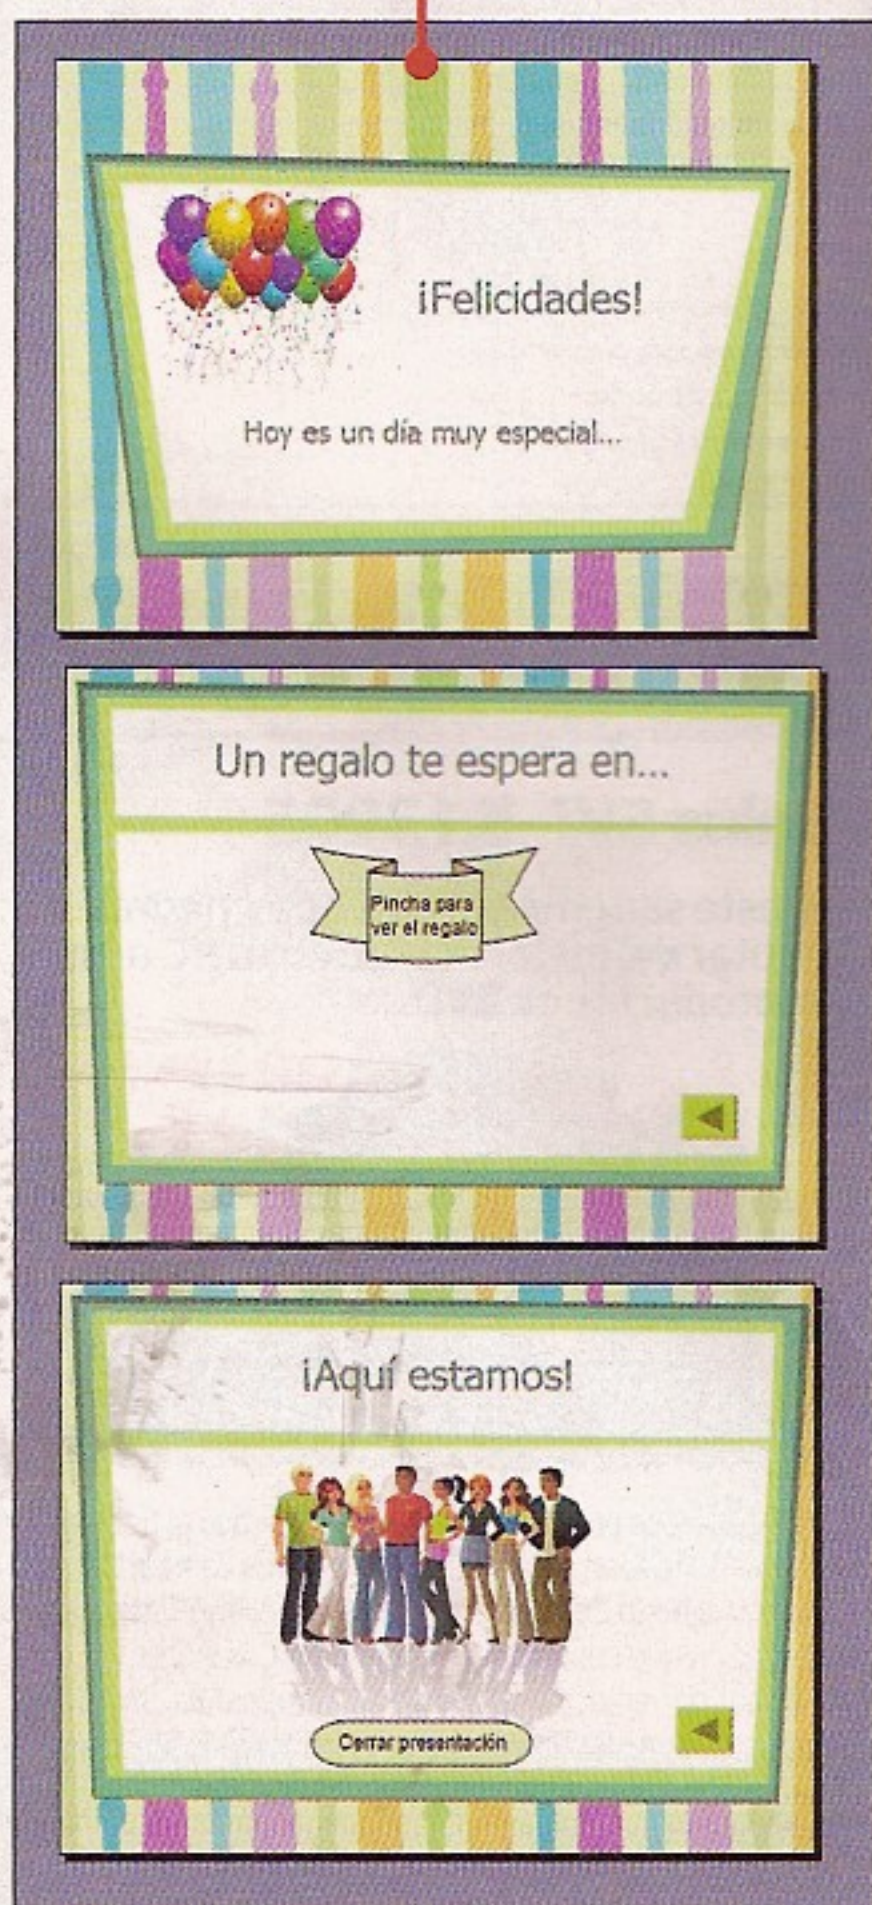 ¡Felicidades!
Hoy es un día muy especial...
Un regalo te espera en...
Pincha para
ver el regalo
¡Aquí estamos!
Cerrar presentación